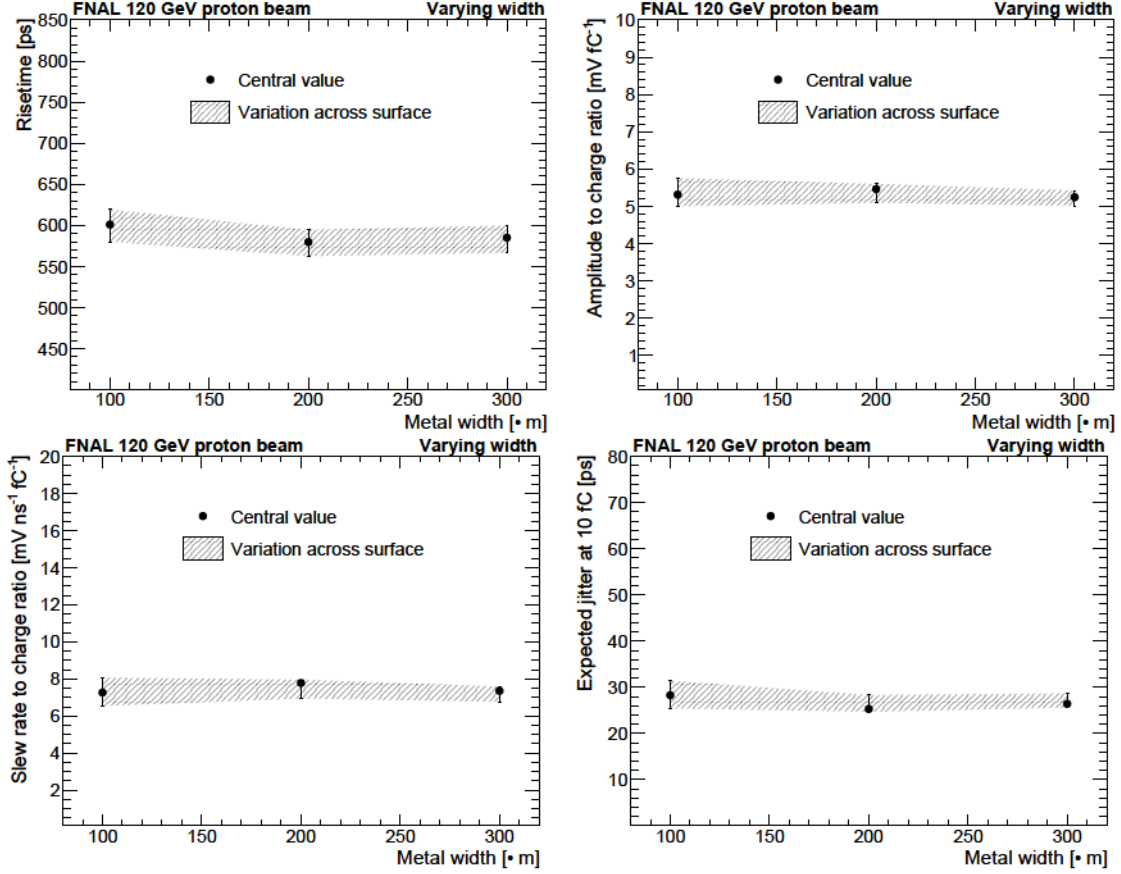 FNAL 120 GeV proton beam Varying width
Risetime [ps]
Central value
Variation across surface
850
800
750
700
650
600
550
500
450
100 150 200 250 300
Metal width [• m]
FNAL 120 GeV proton beam Varying width
Amplitude to charge ratio [mV fC⁻¹]
Central value
Variation across surface
10
9
8
7
6
5
4
3
2
1
100 150 200 250 300
Metal width [• m]
FNAL 120 GeV proton beam Varying width
Slew rate to charge ratio [mV ns⁻¹ fC⁻¹]
Central value
Variation across surface
20
18
16
14
12
10
8
6
4
2
100 150 200 250 300
Metal width [• m]
FNAL 120 GeV proton beam Varying width
Expected jitter at 10 fC [ps]
Central value
Variation across surface
80
70
60
50
40
30
20
10
100 150 200 250 300
Metal width [• m]